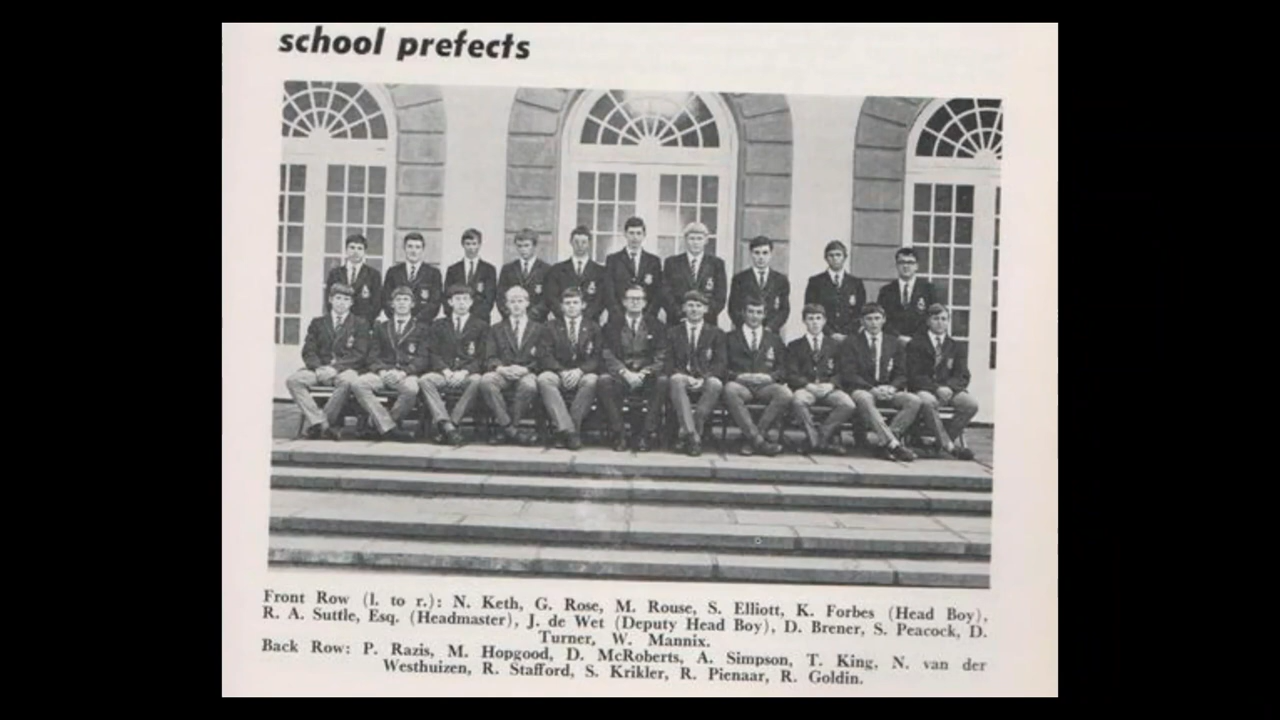 school prefects
Front Row (l. to r.): N. Keth, G. Rose, M. Rouse, S. Elliott, K. Forbes (Head Boy),
R. A. Suttle, Esq. (Headmaster), J. de Wet (Deputy Head Boy), D. Brener, S. Peacock, D.
Turner, W. Mannix.
Back Row: P. Razis, M. Hopgood, D. McRoberts, A. Simpson, T. King, N. van der
Westhuizen, R. Stafford, S. Krikler, R. Pienaar, R. Goldin.